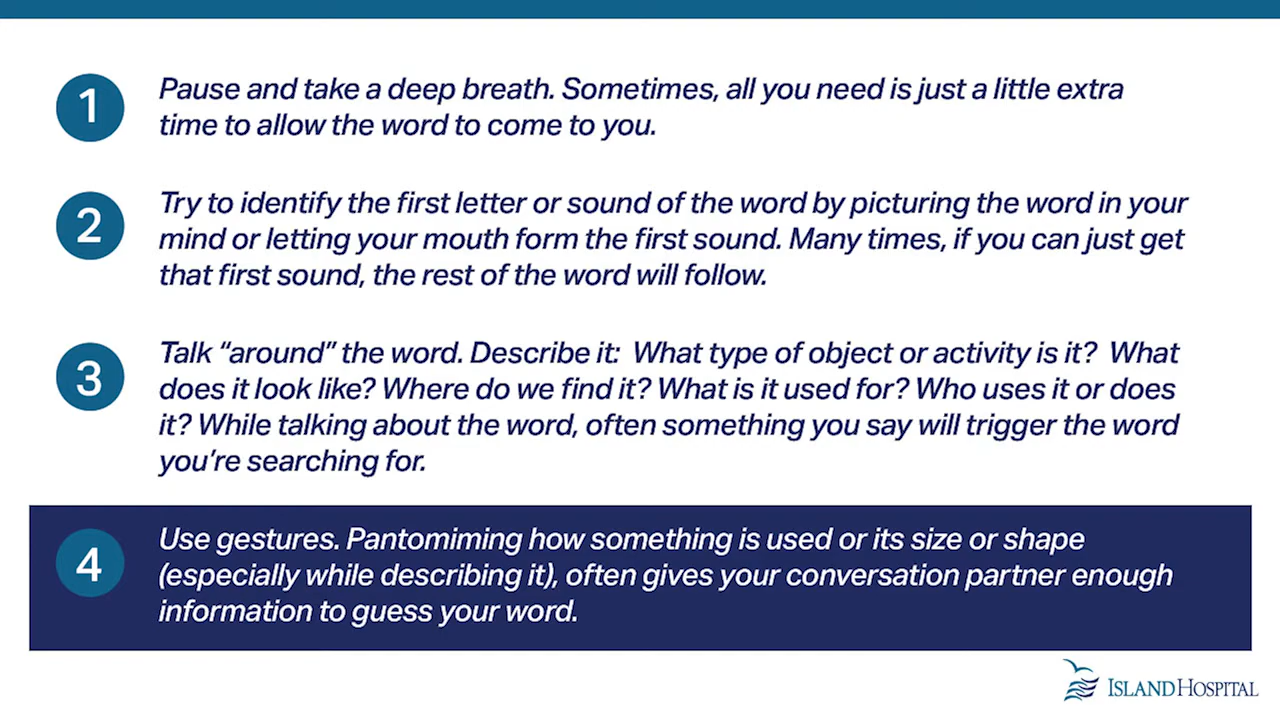 1
Pause and take a deep breath. Sometimes, all you need is just a little extra
time to allow the word to come to you.
2
Try to identify the first letter or sound of the word by picturing the word in your
mind or letting your mouth form the first sound. Many times, if you can just get
that first sound, the rest of the word will follow.
3
Talk “around” the word. Describe it:  What type of object or activity is it?  What
does it look like? Where do we find it? What is it used for? Who uses it or does
it? While talking about the word, often something you say will trigger the word
you’re searching for.
4
Use gestures. Pantomiming how something is used or its size or shape
(especially while describing it), often gives your conversation partner enough
information to guess your word.
ISLAND HOSPITAL